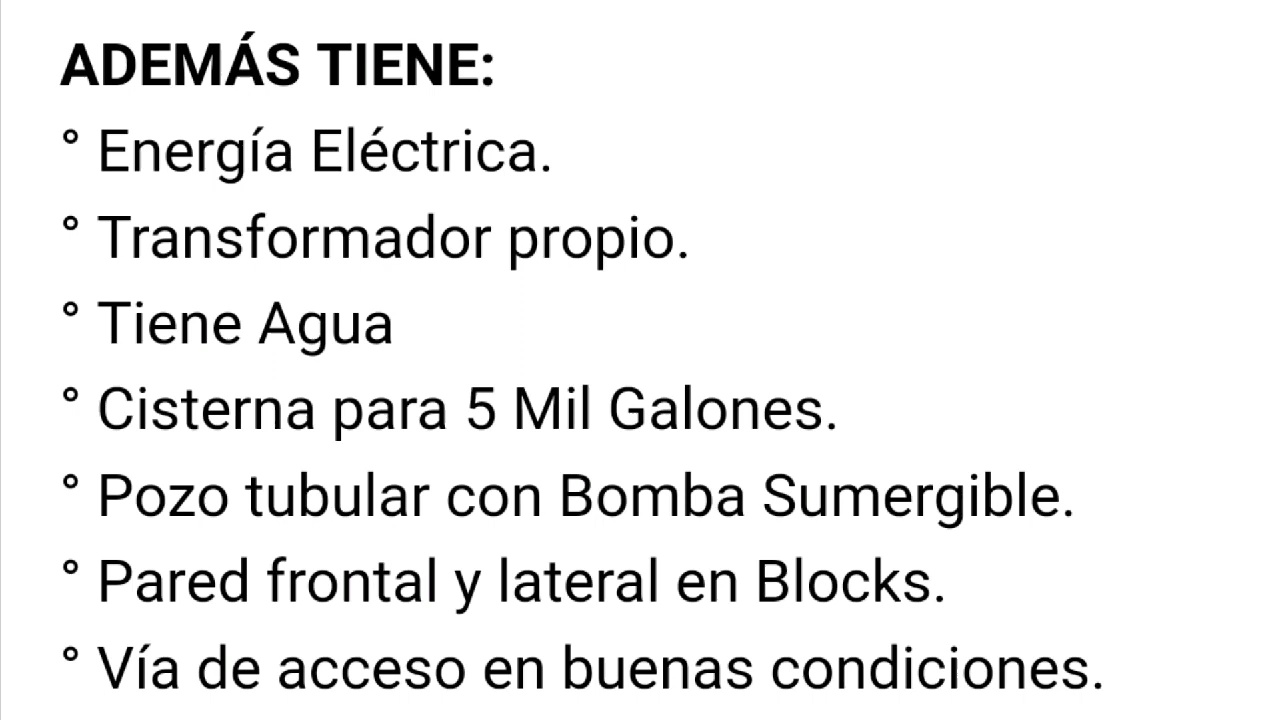 ADEMÁS TIENE:
° Energía Eléctrica.
° Transformador propio.
° Tiene Agua
° Cisterna para 5 Mil Galones.
° Pozo tubular con Bomba Sumergible.
° Pared frontal y lateral en Blocks.
° Vía de acceso en buenas condiciones.